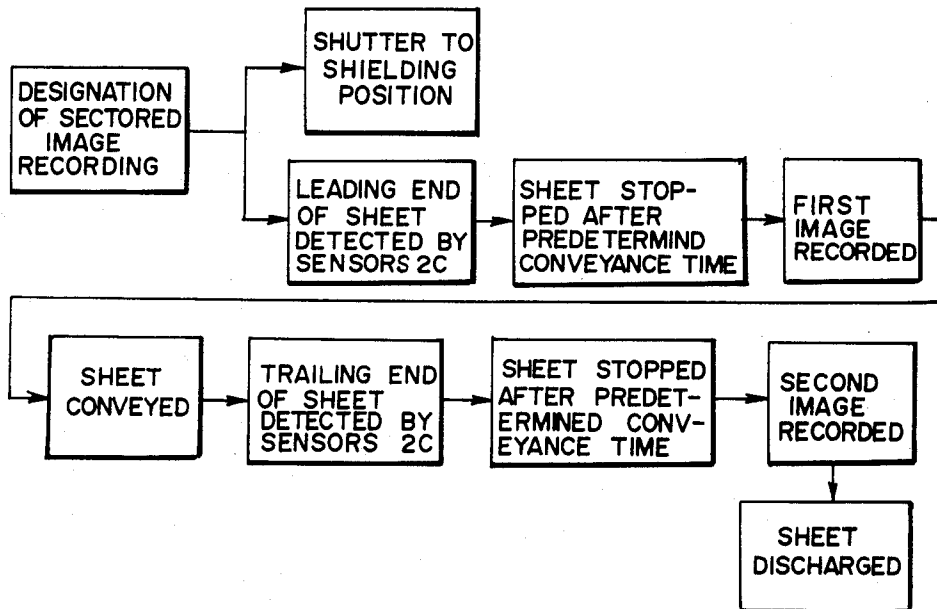 SHUTTER TO
SHIELDING
POSITION
DESIGNATION
OF SECTORED
IMAGE
RECORDING
LEADING END
OF SHEET
DETECTED BY
SENSORS 2C
SHEET STOP-
PED AFTER
PREDETERMIND
CONVEYANCE TIME
FIRST
IMAGE
RECORDED
SHEET
CONVEYED
TRAILING END
OF SHEET
DETECTED BY
SENSORS 2C
SHEET STOPPED
AFTER PREDET-
ERMINED CONV-
EYANCE TIME
SECOND
IMAGE
RECORDED
SHEET
DISCHARGED